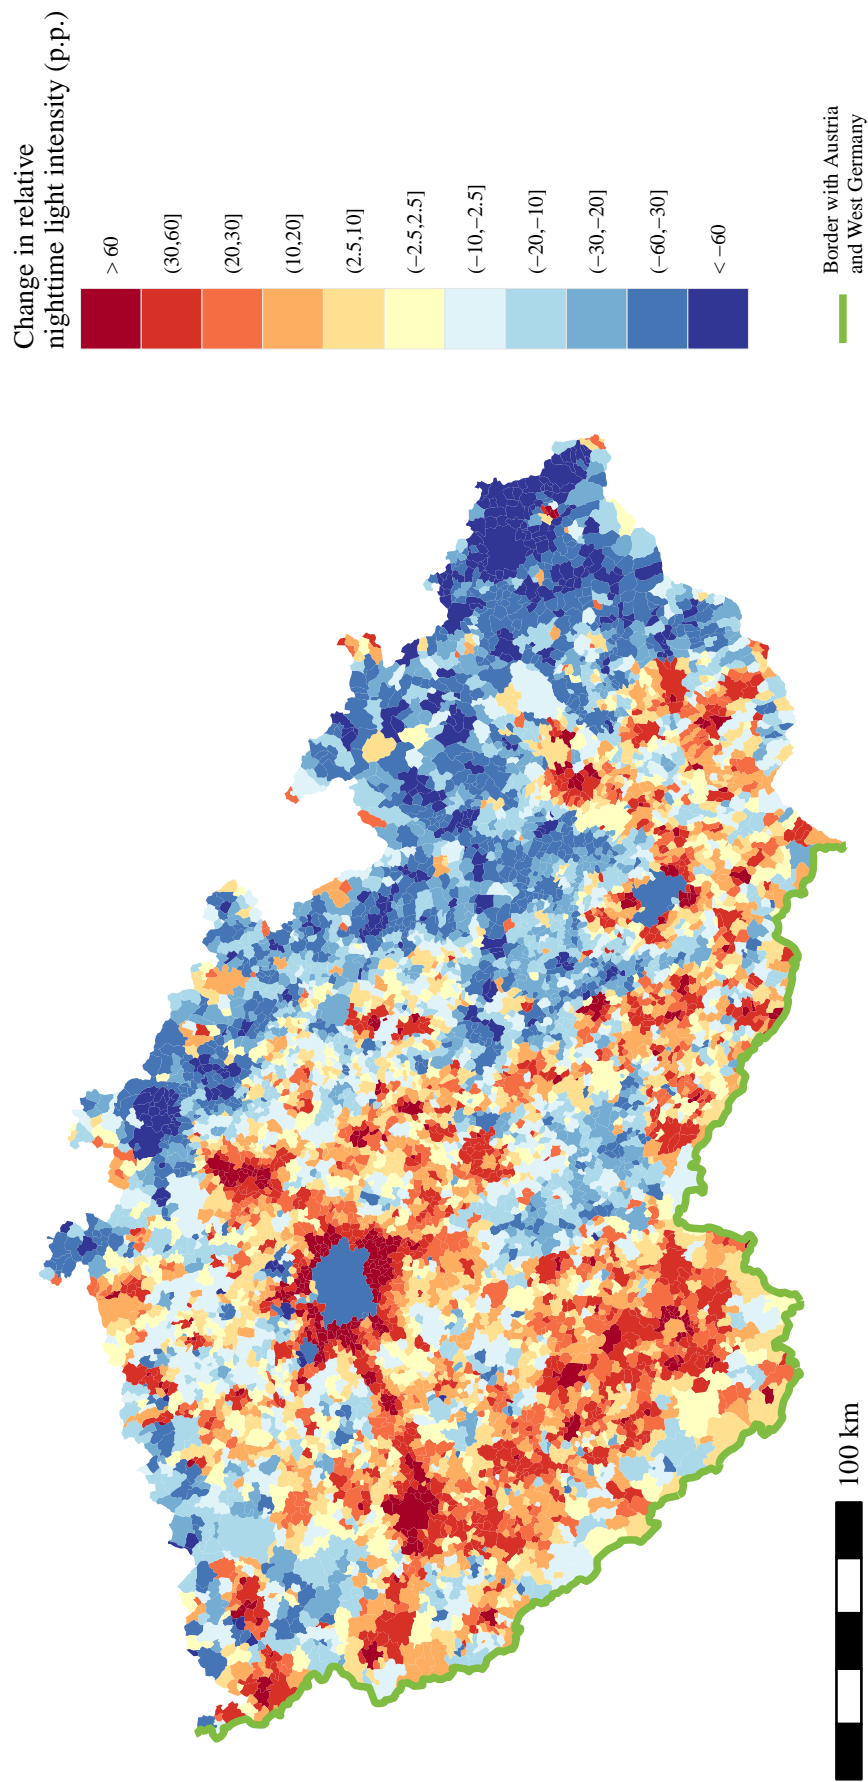 Change in relative
nighttime light intensity (p.p.)
> 60
(30,60]
(20,30]
(10,20]
(2.5,10]
(−2.5,2.5]
(−10,−2.5]
(−20,−10]
(−30,−20]
(−60,−30]
< −60
Border with Austria
and West Germany
100 km